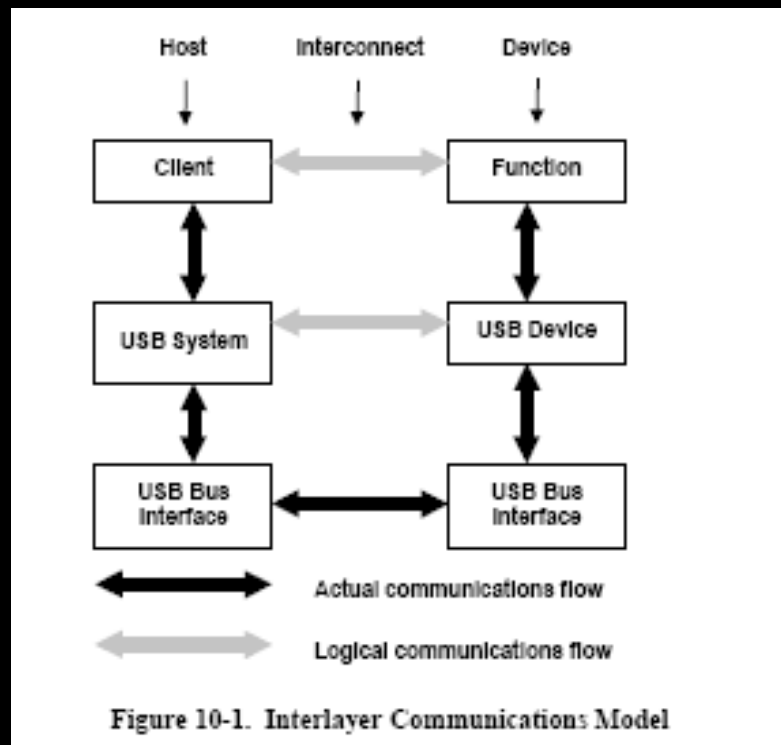 Host Interconnect Device
Client Function
USB System USB Device
USB Bus USB Bus
Interface Interface
Actual communications flow
Logical communications flow
Figure 10-1. Interlayer Communications Model